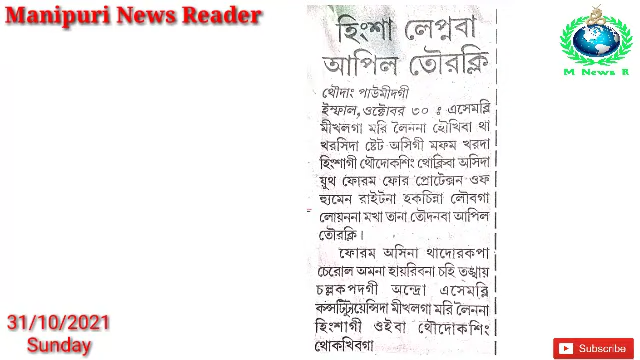 Manipuri News Reader
M News R
হিংশা লেপ্নবা
আপিল তৌরক্লি
থৌদাং পাউমীদগী
ইম্ফাল, ওক্টোবর ৩০ ঃ এসেমব্লি
মীখলগা মরি লৈননা হৌখিবা থা
খরসিদা ষ্টেট অসিগী মফম খরদা
হিংশাগী থৌদোকশিং থোক্লিবা অসিদা
য়ুথ ফোরম ফোর প্রোটেক্সন ওফ
হ্যুমেন রাইটনা হকচিন্না লৌবগা
লোয়ননা মখা তানা তৌদনবা আপিল
তৌরক্লি।
ফোরম অসিনা থাদোরকপা
চেরোল অমনা হায়রিবনা চহি তঙ্খায়
চল্লকপদগী অন্দ্রো এসেমব্লি
কন্সটিট্যুয়েন্সিদা মীখলগা মরি লৈননা
হিংশাগী ওইবা থৌদোকশিং
থোকখিবগা
31/10/2021
Sunday
Subscribe